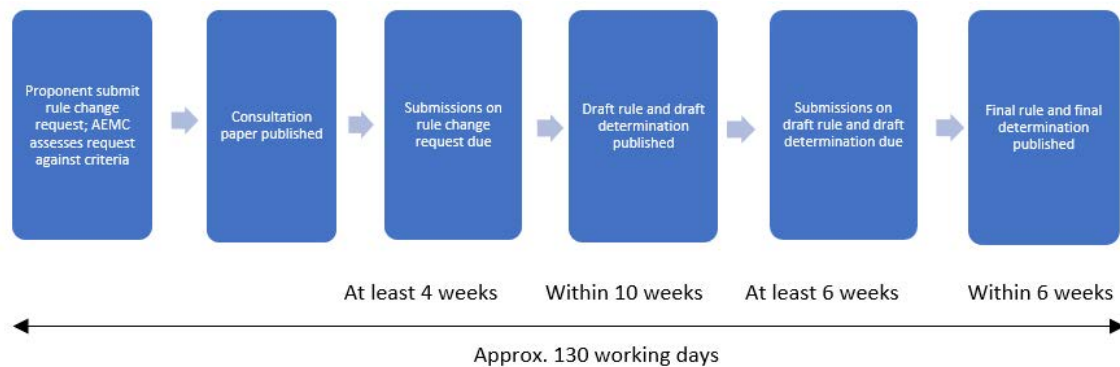 Proponent submit
rule change
request; AEMC
assesses request
against criteria
Consultation
paper published
Submissions on
rule change
request due
Draft rule and draft
determination
published
Submissions on
draft rule and draft
determination due
Final rule and final
determination
published
At least 4 weeks
Within 10 weeks
At least 6 weeks
Within 6 weeks
Approx. 130 working days